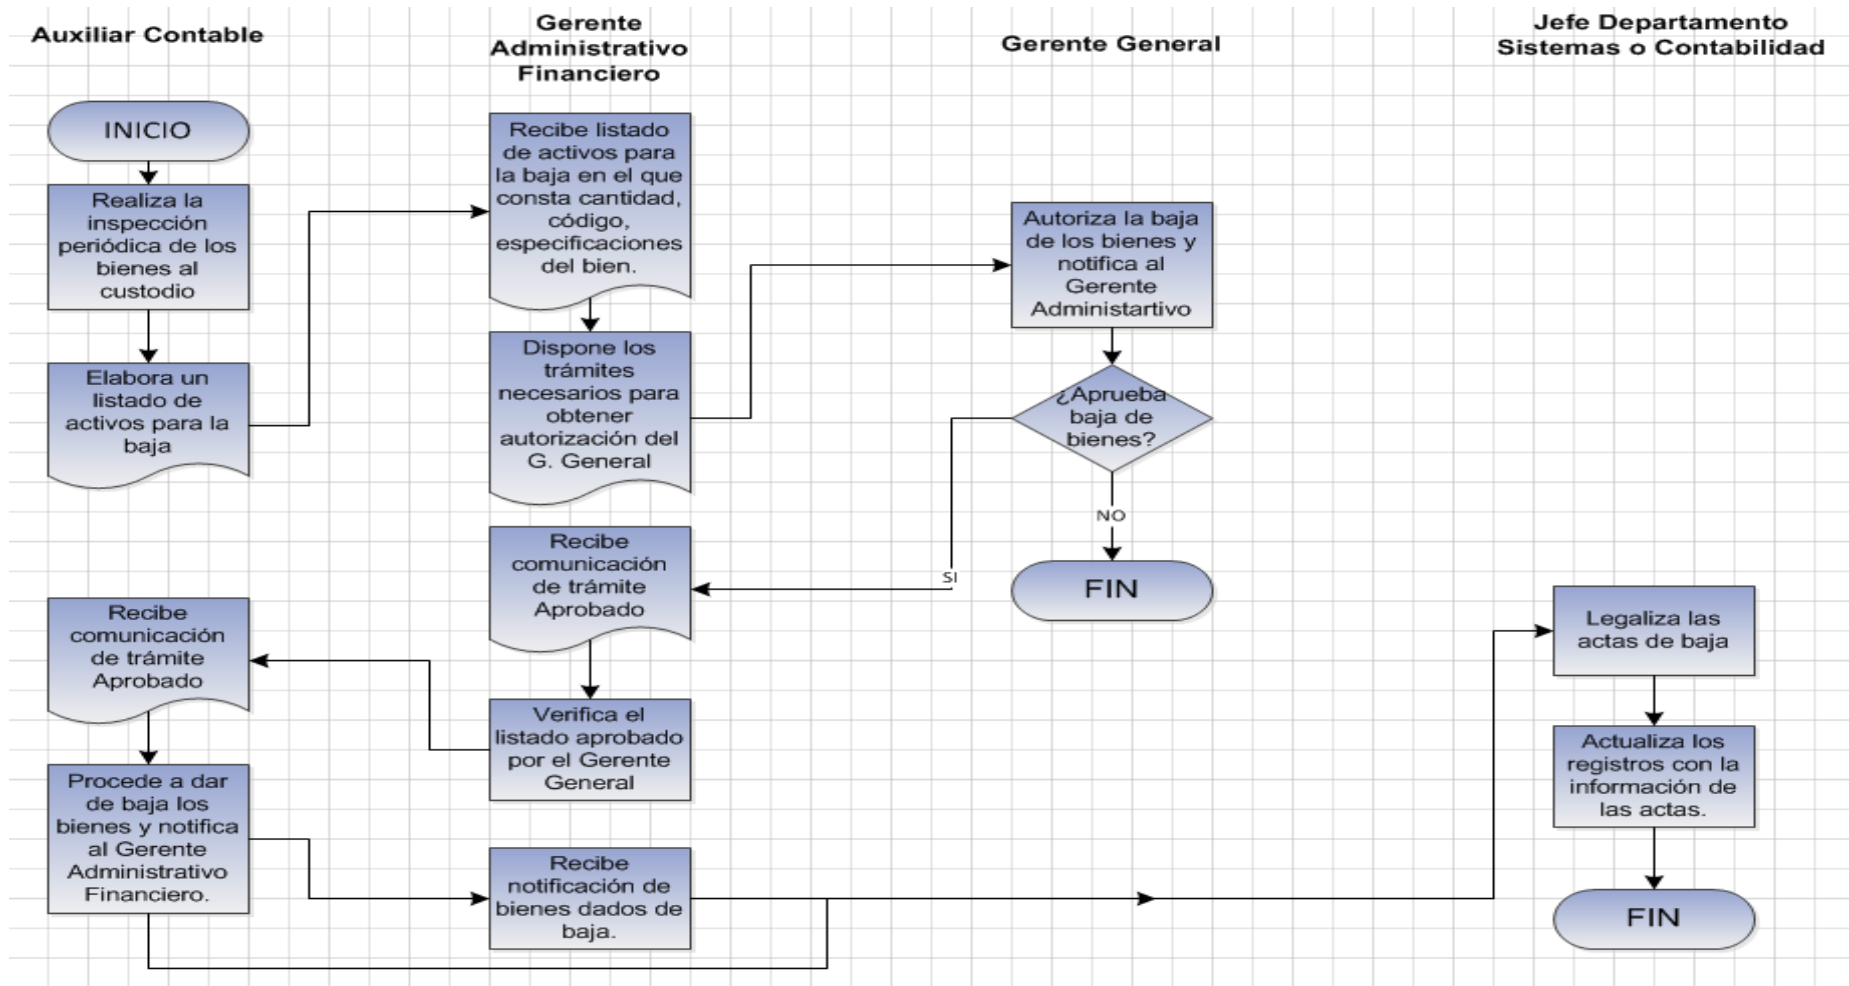 Auxiliar Contable
Gerente
Administrativo
Financiero
Gerente General
Jefe Departamento
Sistemas o Contabilidad
INICIO
Realiza la
inspección
periódica de los
bienes al
custodio
Elabora un
listado de
activos para la
baja
Recibe listado
de activos para
la baja en el que
consta cantidad,
código,
especificaciones
del bien.
Dispone los
trámites
necesarios para
obtener
autorización del
G. General
Autoriza la baja
de los bienes y
notifica al
Gerente
Administartivo
¿Aprueba
baja de
bienes?
NO
FIN
SI
Recibe
comunicación
de trámite
Aprobado
Verifica el
listado aprobado
por el Gerente
General
Recibe
comunicación
de trámite
Aprobado
Procede a dar
de baja los
bienes y notifica
al Gerente
Administrativo
Financiero.
Recibe
notificación de
bienes dados de
baja.
Legaliza las
actas de baja
Actualiza los
registros con la
información de
las actas.
FIN